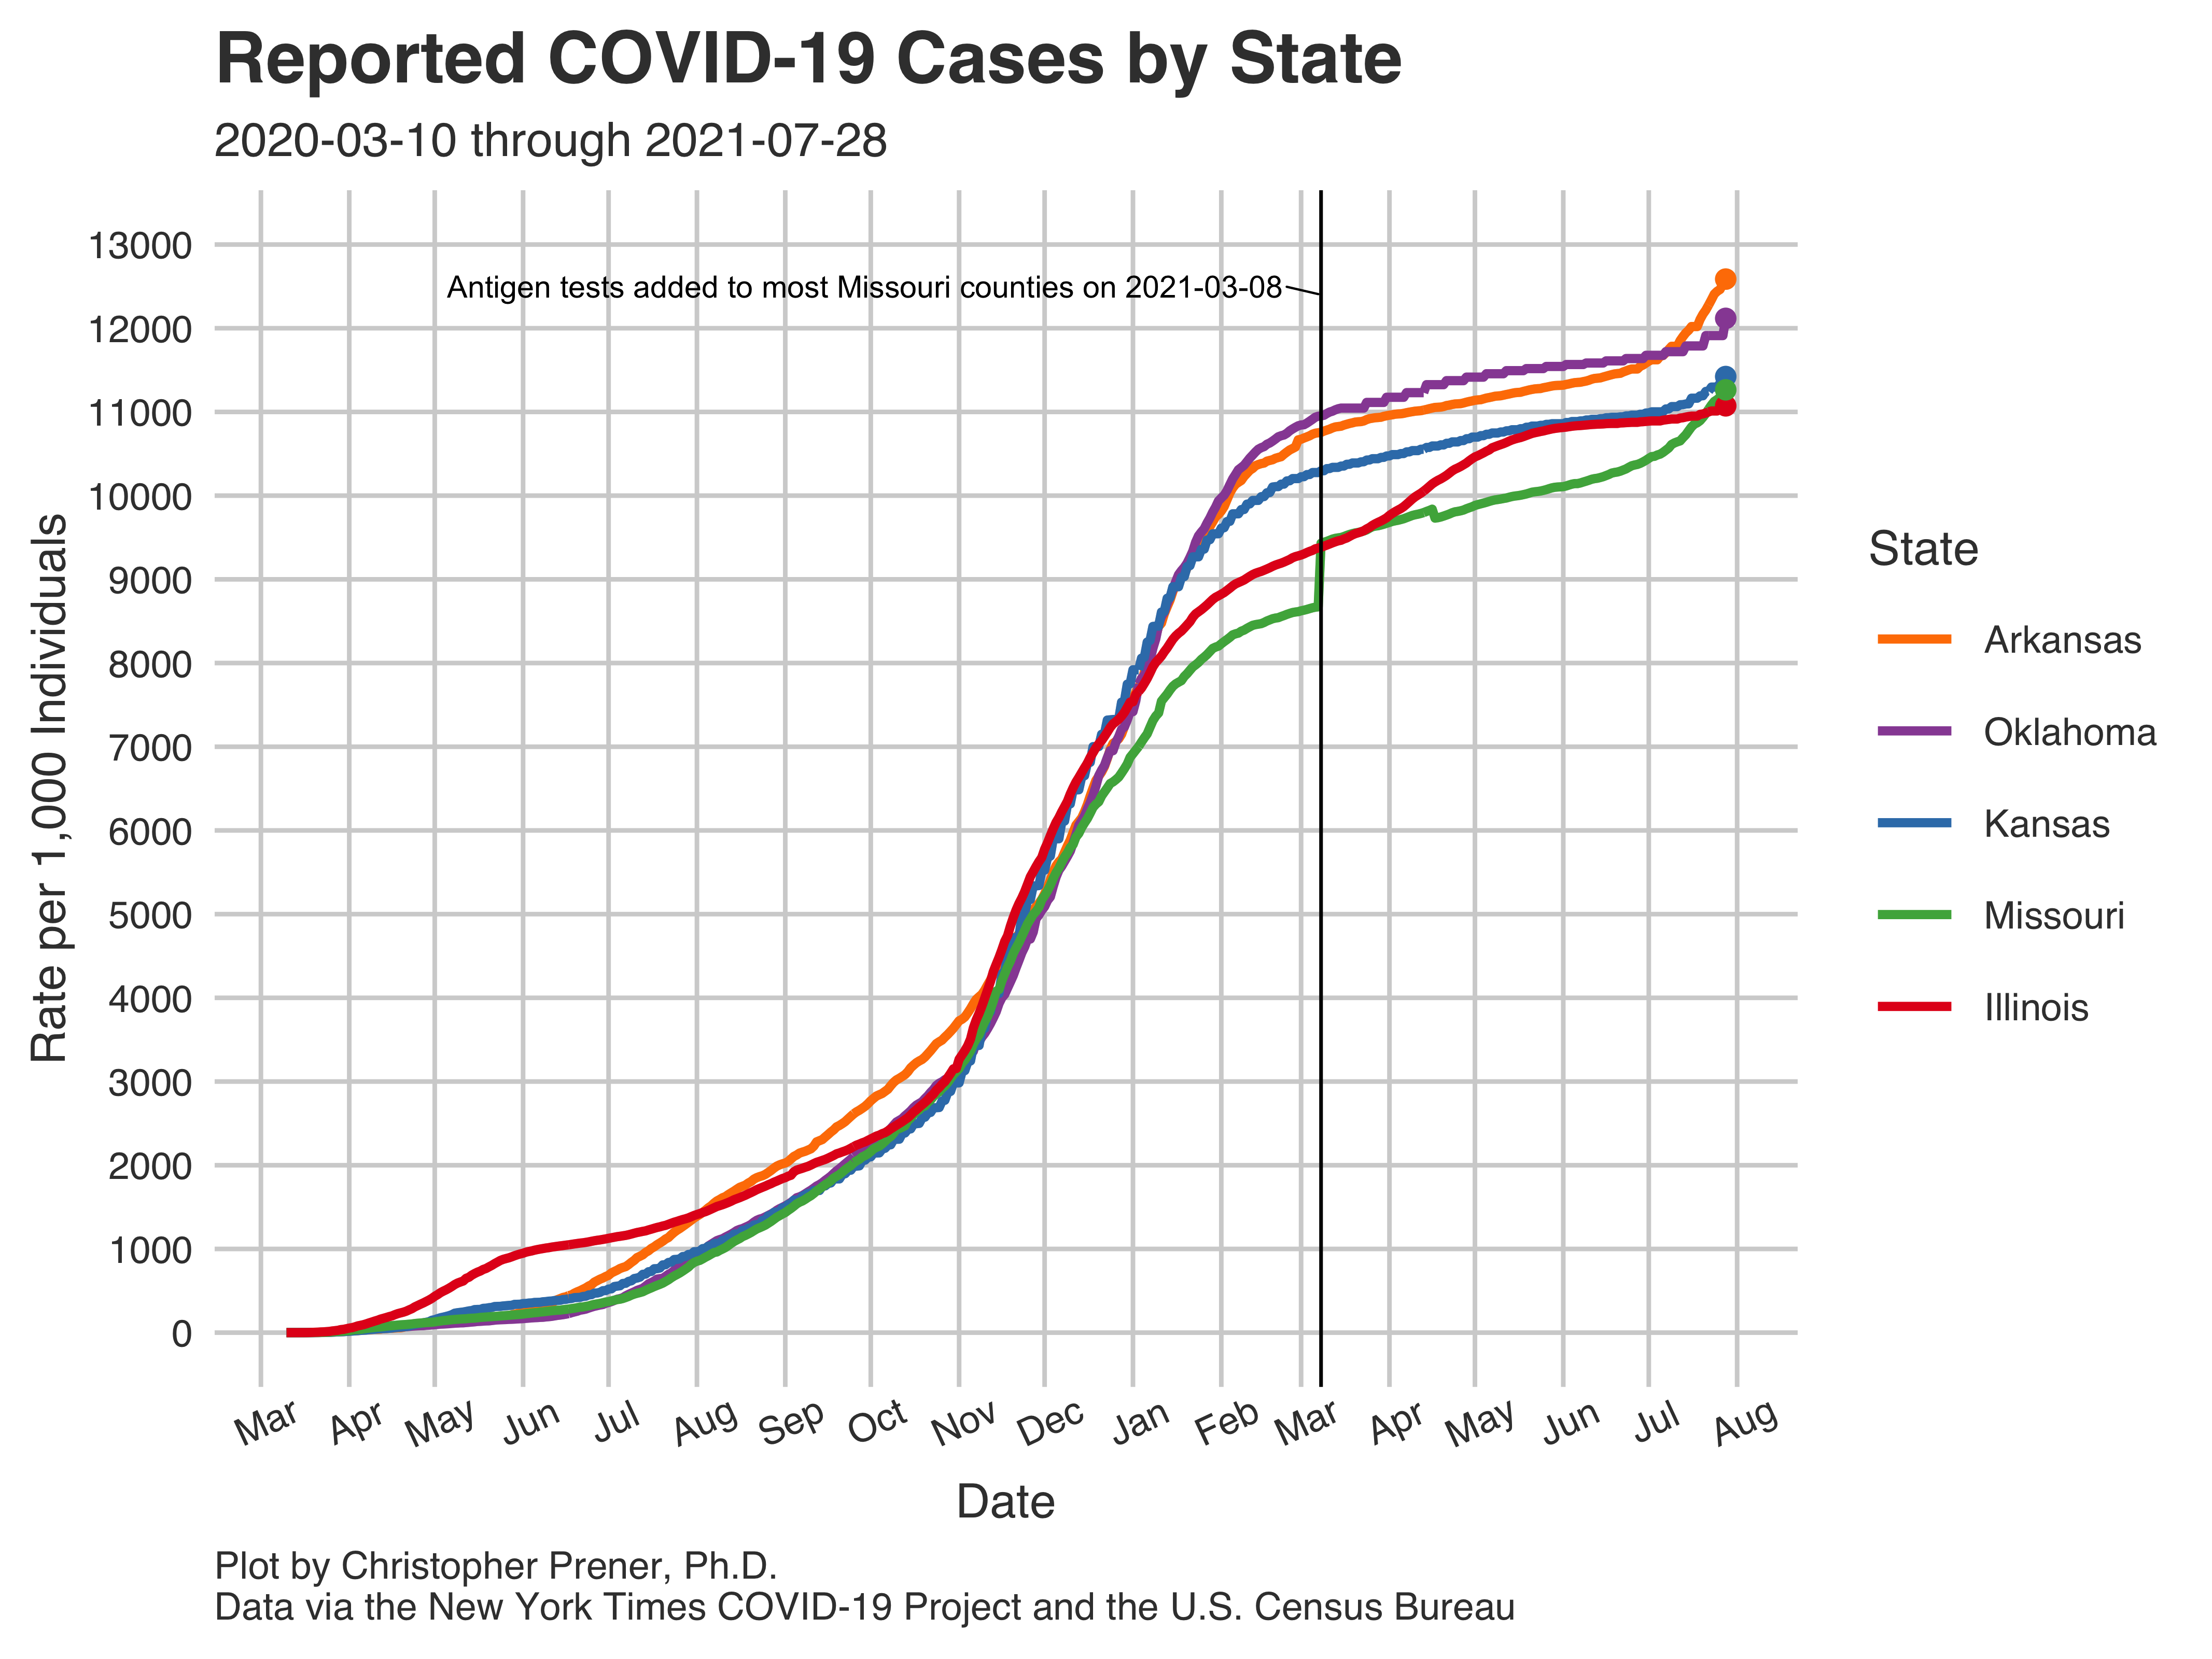 Reported COVID-19 Cases by State
2020-03-10 through 2021-07-28
Rate per 1,000 Individuals
13000
12000
11000
10000
9000
8000
7000
6000
5000
4000
3000
2000
1000
0
Antigen tests added to most Missouri counties on 2021-03-08
Mar Apr May Jun Jul Aug Sep Oct Nov Dec Jan Feb Mar Apr May Jun Jul Aug
Date
State
Arkansas
Oklahoma
Kansas
Missouri
Illinois
Plot by Christopher Prener, Ph.D.
Data via the New York Times COVID-19 Project and the U.S. Census Bureau